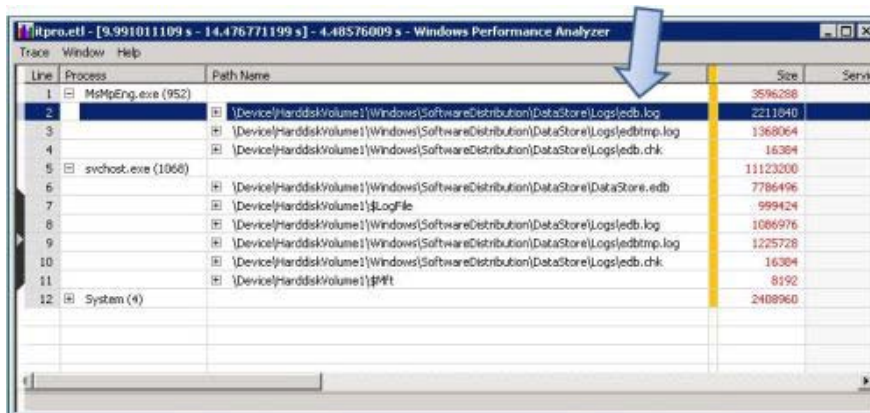 itpro.etl - [9.991011109 s - 14.476771199 s] - 4.48576009 s - Windows Performance Analyzer
Trace Window Help
Line Process Path Name Size Servi
1 MsMpEng.exe (952) 3596288
2 \Device\HarddiskVolume1\Windows\SoftwareDistribution\DataStore\Logs\edb.log 2211840
3 \Device\HarddiskVolume1\Windows\SoftwareDistribution\DataStore\Logs\edbtmp.log 1368064
4 \Device\HarddiskVolume1\Windows\SoftwareDistribution\DataStore\Logs\edb.chk 16384
5 svchost.exe (1068) 11123200
6 \Device\HarddiskVolume1\Windows\SoftwareDistribution\DataStore\DataStore.edb 7786496
7 \Device\HarddiskVolume1\$LogFile 999424
8 \Device\HarddiskVolume1\Windows\SoftwareDistribution\DataStore\Logs\edb.log 1086976
9 \Device\HarddiskVolume1\Windows\SoftwareDistribution\DataStore\Logs\edbtmp.log 1225728
10 \Device\HarddiskVolume1\Windows\SoftwareDistribution\DataStore\Logs\edb.chk 16384
11 \Device\HarddiskVolume1\$Mft 8192
12 System (4) 2408960